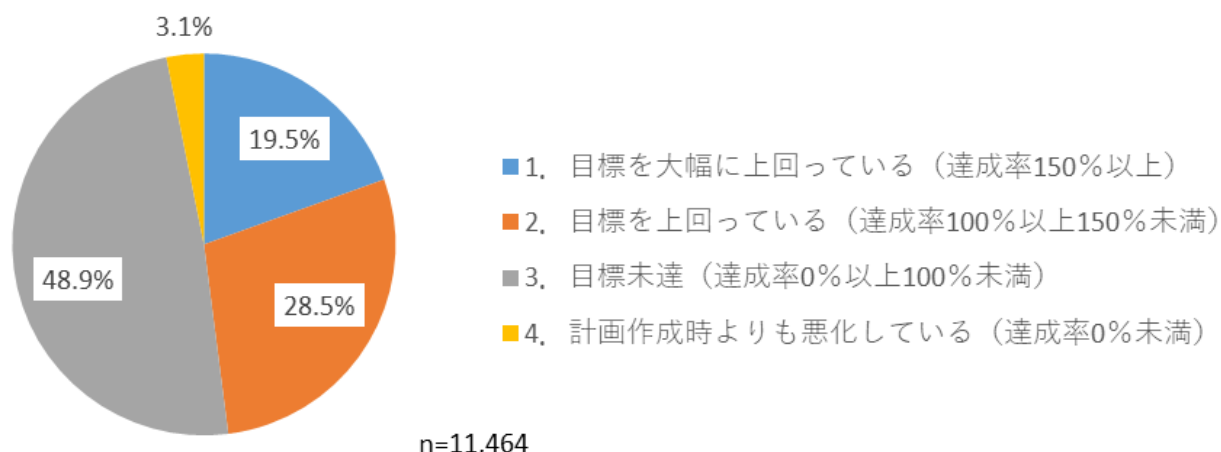 3.1%
19.5%
28.5%
48.9%
1. 目標を大幅に上回っている（達成率150％以上）
2. 目標を上回っている（達成率100％以上150％未満）
3. 目標未達（達成率0％以上100％未満）
4. 計画作成時よりも悪化している（達成率0％未満）
n=11,464